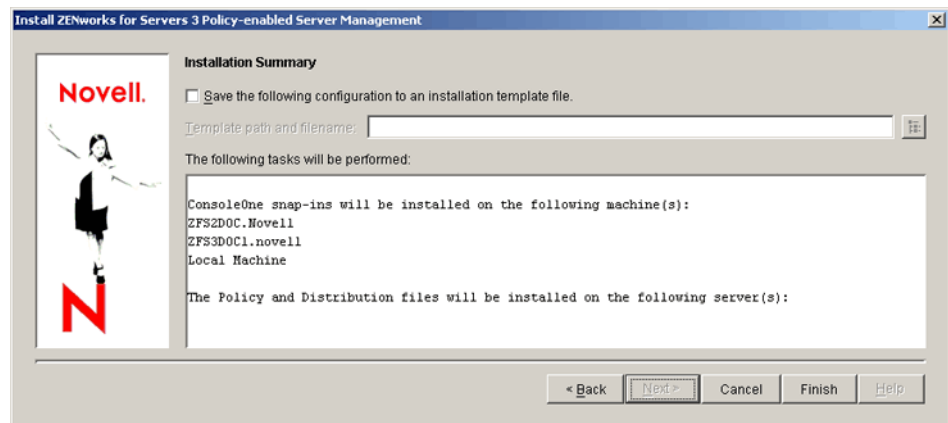 Install ZENworks for Servers 3 Policy-enabled Server Management
Novell.
N
Installation Summary
Save the following configuration to an installation template file.
Template path and filename:
The following tasks will be performed:
ConsoleOne snap-ins will be installed on the following machine(s):
ZFS2DOC.Novell
ZFS3DOC1.novell
Local Machine
The Policy and Distribution files will be installed on the following server(s):
< Back
Next >
Cancel
Finish
Help